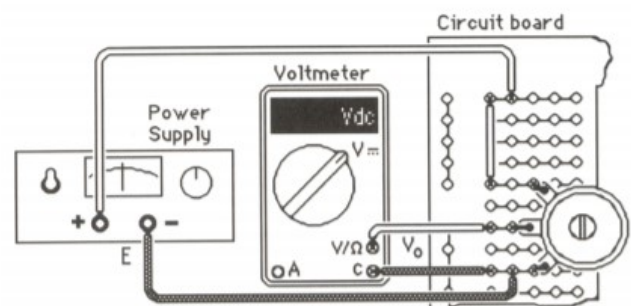 Circuit board
Voltmeter
Power
Supply
Vdc
V
+
-
E
V/Ω
A
C
Vo